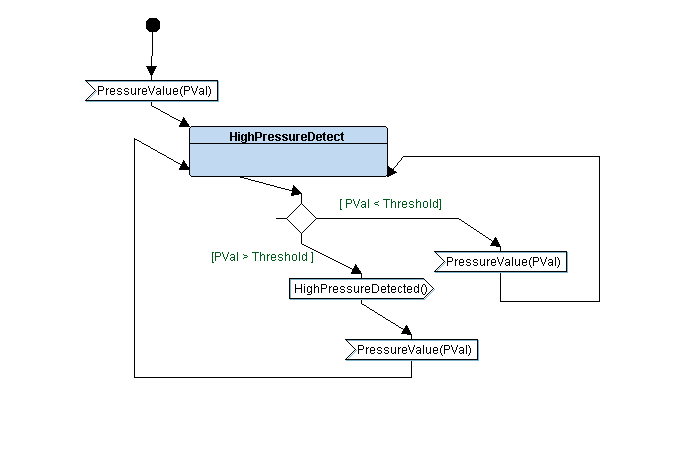 PressureValue(PVal)
HighPressureDetect
[ PVal < Threshold]
[PVal > Threshold ]
PressureValue(PVal)
HighPressureDetected()
PressureValue(PVal)